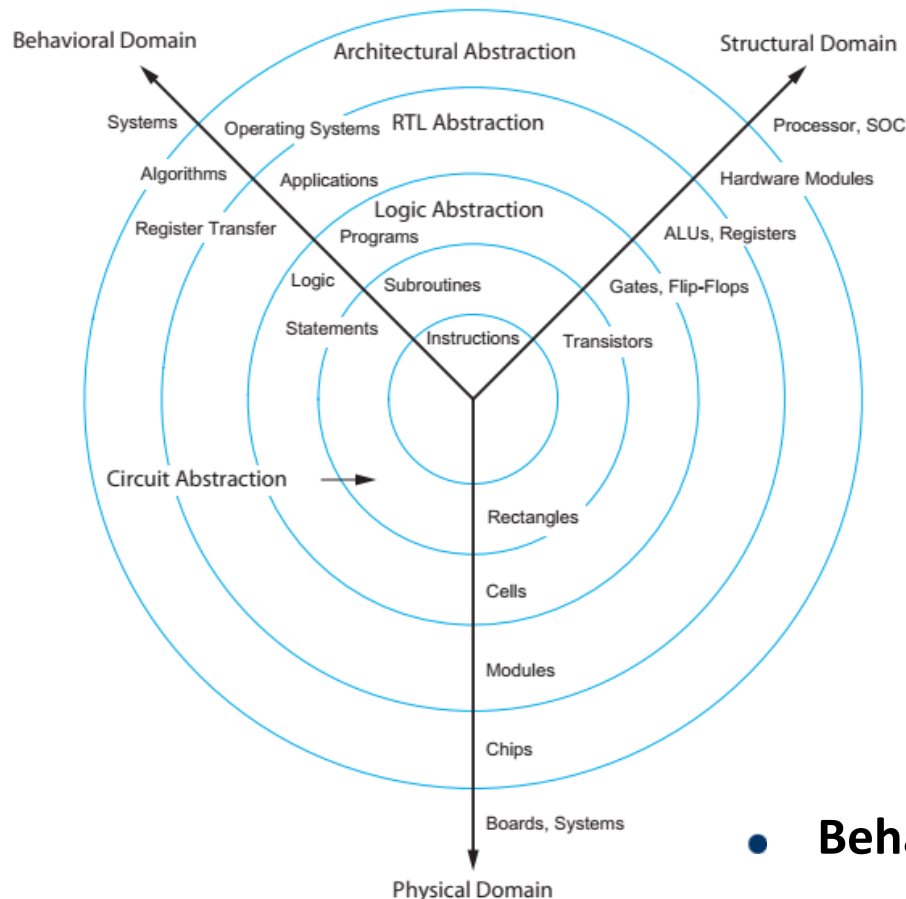 Behavioral Domain
Structural Domain
Architectural Abstraction
Systems
Operating Systems
RTL Abstraction
Processor, SOC
Algorithms
Applications
Hardware Modules
Register Transfer
Logic Abstraction
Programs
ALUs, Registers
Logic
Subroutines
Gates, Flip-Flops
Statements
Instructions
Transistors
Circuit Abstraction
Rectangles
Cells
Modules
Chips
Boards, Systems
• Beha
Physical Domain